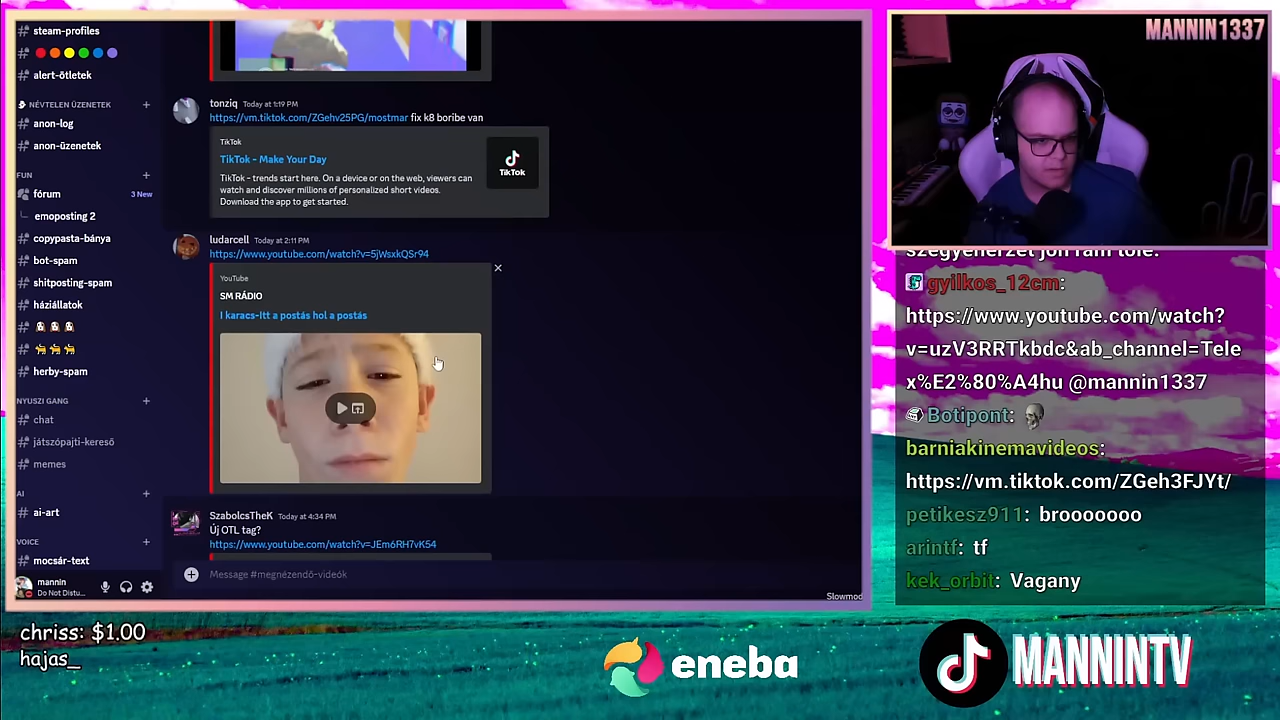 steam-profiles
alert-ötletek
NÉVTELEN ÜZENETEK
anon-log
anon-üzenetek
FUN
fórum
3 New
emoposting 2
copypasta-bánya
bot-spam
shitposting-spam
háziállatok
herby-spam
NYUSZI GANG
chat
játszópajti-kereső
memes
AI
ai-art
VOICE
mocsár-text
mannin
Do Not Distu...
tonziq Today at 1:19 PM
https://vm.tiktok.com/ZGehv25PG/mostmar fix k8 boribe van
TikTok
TikTok - Make Your Day
TikTok - trends start here. On a device or on the web, viewers can
watch and discover millions of personalized short videos.
Download the app to get started.
TikTok
ludarcell Today at 2:11 PM
https://www.youtube.com/watch?v=5jWsxkQSr94
YouTube
SM RÁDIO
I karacs-Itt a postás hol a postás
SzabolcsTheK Today at 4:34 PM
Új OTL tag?
https://www.youtube.com/watch?v=JEm6RH7vK54
Message #megnézendő-videók
Slowmod
MANNIN1337
szégyenérzet jön rám tőle.
gyilkos_12cm:
https://www.youtube.com/watch?
v=uzV3RRTkbdc&ab_channel=Tele
x%E2%80%A4hu @mannin1337
Botipont:
barniakinemavideos:
https://vm.tiktok.com/ZGeh3FJYt/
petikesz911: brooooooo
arintf: tf
kek_orbit: Vagany
chriss: $1.00
hajas_
eneba
MANNINTV